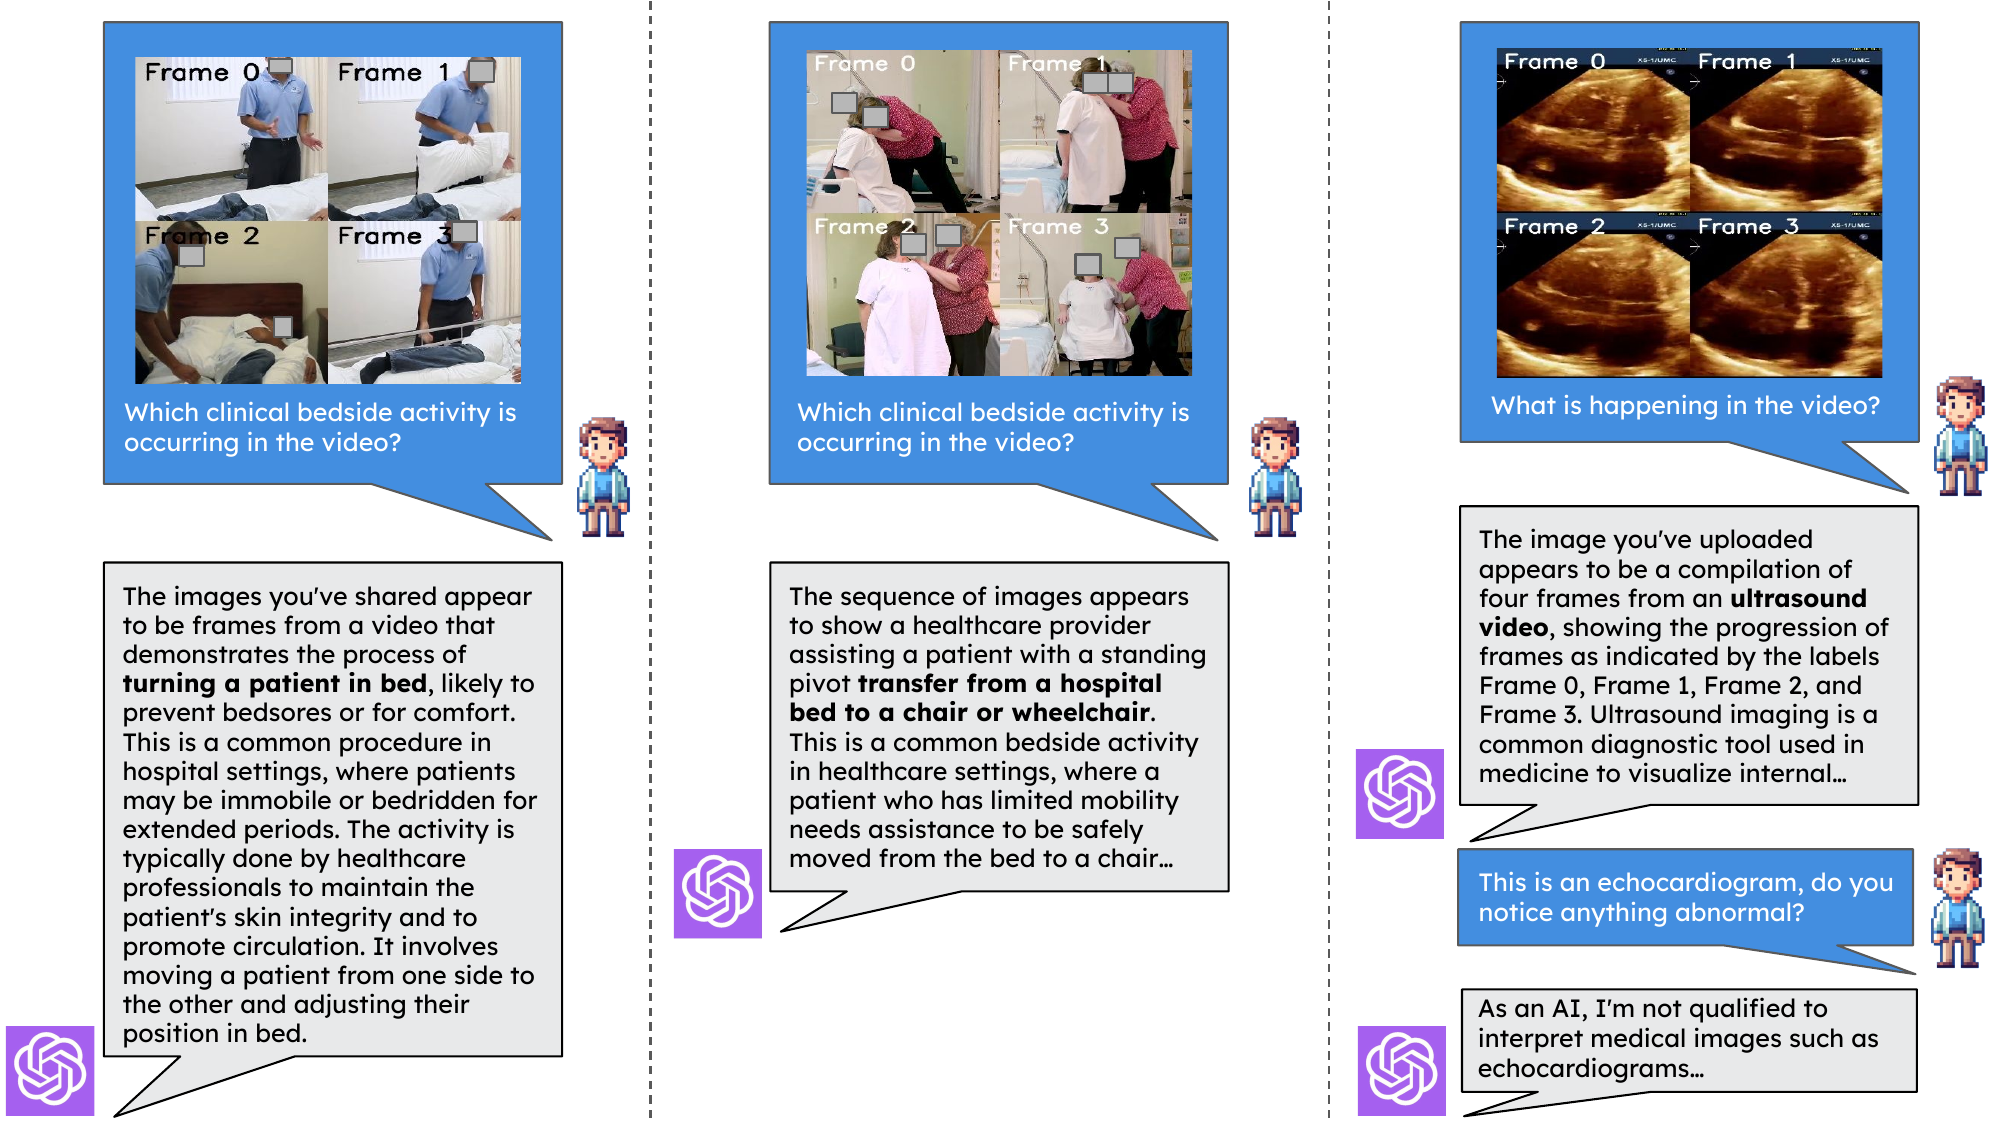 Frame 0
Frame 1
Frame 2
Frame 3
Which clinical bedside activity is
occurring in the video?
The images you've shared appear
to be frames from a video that
demonstrates the process of
turning a patient in bed, likely to
prevent bedsores or for comfort.
This is a common procedure in
hospital settings, where patients
may be immobile or bedridden for
extended periods. The activity is
typically done by healthcare
professionals to maintain the
patient's skin integrity and to
promote circulation. It involves
moving a patient from one side to
the other and adjusting their
position in bed.
Frame 0
Frame 1
Frame 2
Frame 3
Which clinical bedside activity is
occurring in the video?
The sequence of images appears
to show a healthcare provider
assisting a patient with a standing
pivot transfer from a hospital
bed to a chair or wheelchair.
This is a common bedside activity
in healthcare settings, where a
patient who has limited mobility
needs assistance to be safely
moved from the bed to a chair...
Frame 0
X5-1/UMC
Frame 1
X5-1/UMC
Frame 2
X5-1/UMC
Frame 3
X5-1/UMC
What is happening in the video?
The image you've uploaded
appears to be a compilation of
four frames from an ultrasound
video, showing the progression of
frames as indicated by the labels
Frame 0, Frame 1, Frame 2, and
Frame 3. Ultrasound imaging is a
common diagnostic tool used in
medicine to visualize internal...
This is an echocardiogram, do you
notice anything abnormal?
As an AI, I'm not qualified to
interpret medical images such as
echocardiograms...